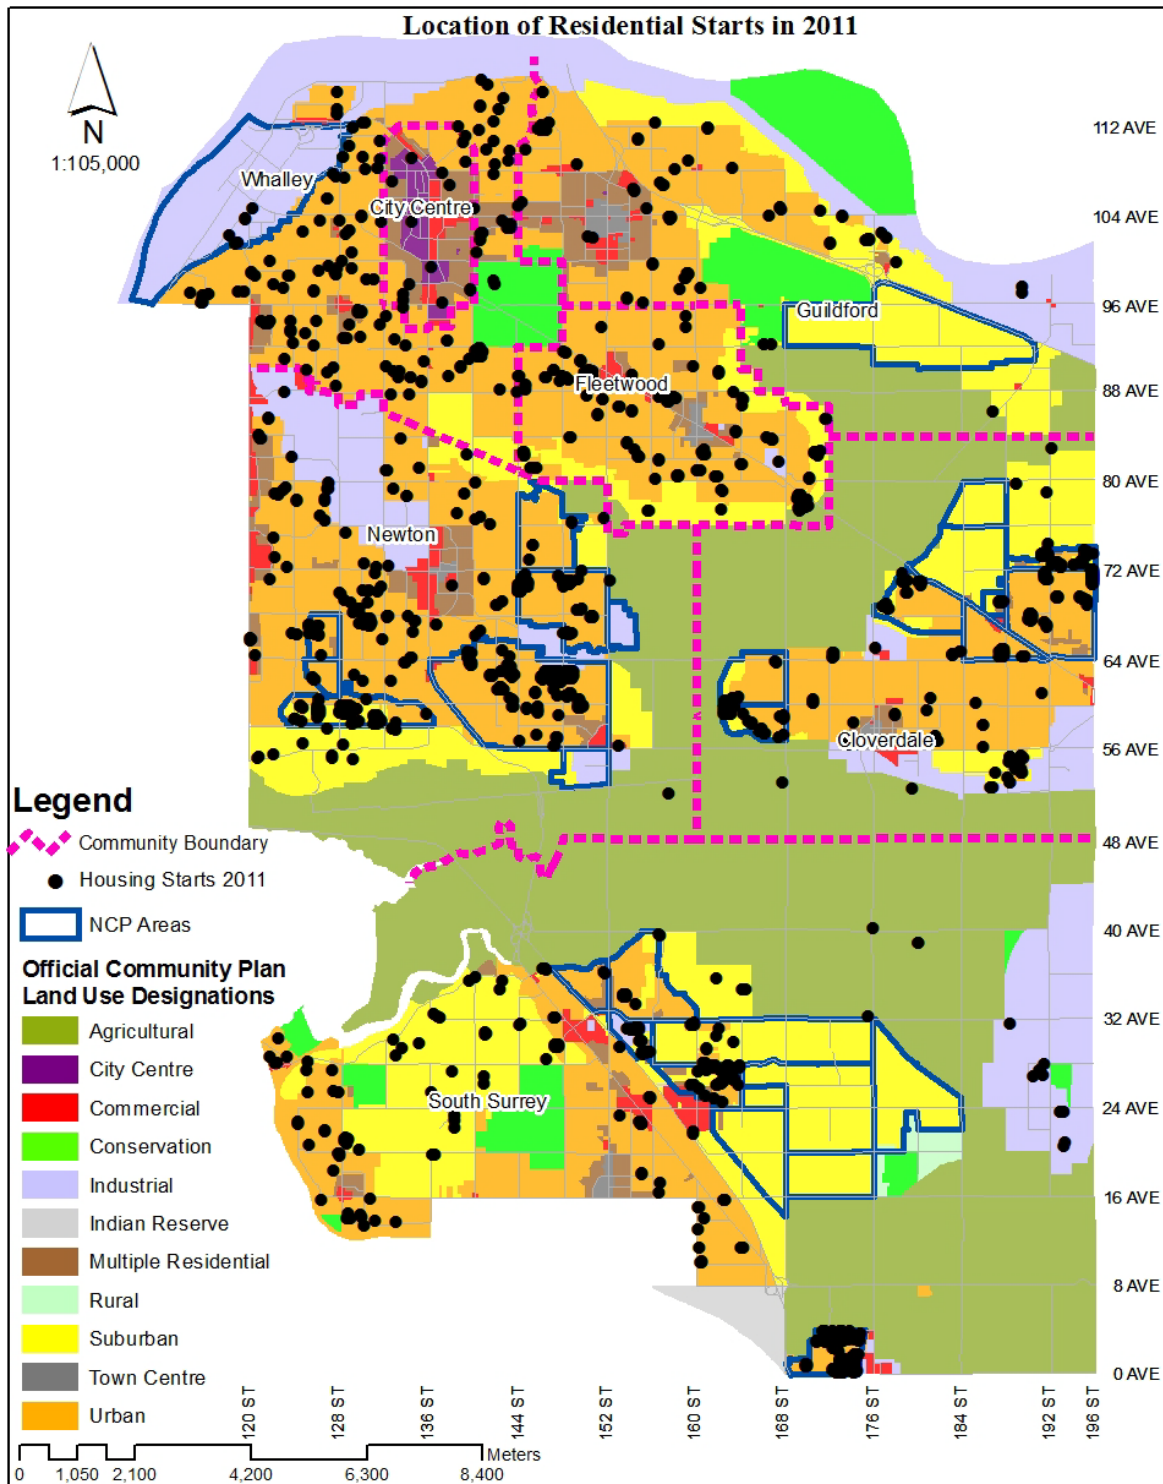 Location of Residential Starts in 2011
N
1:105,000
112 AVE
Whalley
City Centre
104 AVE
96 AVE
Guildford
Fleetwood
88 AVE
80 AVE
Newton
72 AVE
64 AVE
Cloverdale
56 AVE
48 AVE
40 AVE
32 AVE
South Surrey
24 AVE
16 AVE
8 AVE
0 AVE
Legend
Community Boundary
Housing Starts 2011
NCP Areas
Official Community Plan
Land Use Designations
Agricultural
City Centre
Commercial
Conservation
Industrial
Indian Reserve
Multiple Residential
Rural
Suburban
Town Centre
Urban
120 ST
128 ST
136 ST
144 ST
152 ST
160 ST
168 ST
176 ST
184 ST
192 ST
196 ST
Meters
0 1,050 2,100 4,200 6,300 8,400